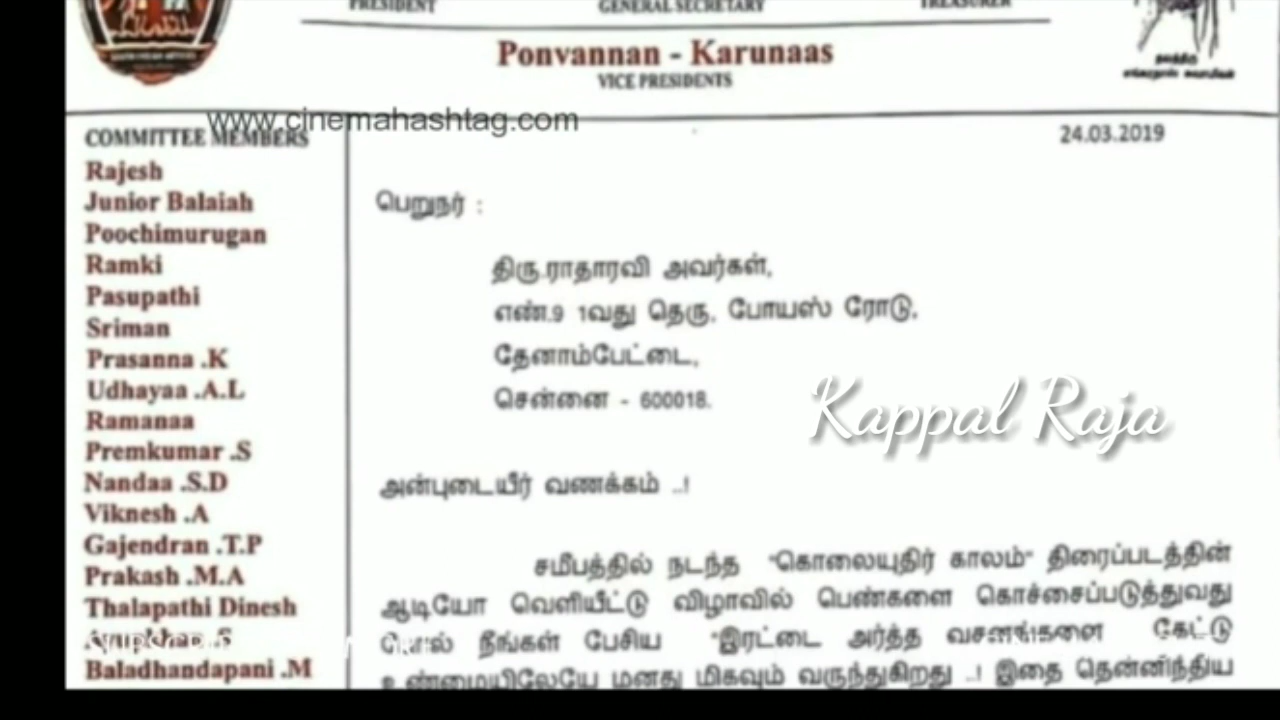 PRESIDENT GENERAL SECRETARY TREASURER
Ponvannan - Karunaas
VICE PRESIDENTS
www.cinemahashtag.com
COMMITTEE MEMBERS
Rajesh
Junior Balaiah
Poochimurugan
Ramki
Pasupathi
Sriman
Prasanna .K
Udhayaa .A.L
Ramanaa
Premkumar .S
Nandaa .S.D
Viknesh .A
Gajendran .T.P
Prakash .M.A
Thalapathi Dinesh
Baladhandapani .M
24.03.2019
பெறுநர் :
திரு.ராதாரவி அவர்கள்,
எண்.9 1வது தெரு, போயஸ் ரோடு,
தேனாம்பேட்டை,
சென்னை - 600018.
Kappal Raja
அன்புடையீர் வணக்கம் ..!
சமீபத்தில் நடந்த "கொலையுதிர் காலம்" திரைப்படத்தின்
ஆடியோ வெளியீட்டு விழாவில் பெண்களை கொச்சைப்படுத்துவது
போல் நீங்கள் பேசிய "இரட்டை அர்த்த வசனங்களை கேட்டு
உண்மையிலேயே மனது மிகவும் வருந்துகிறது ..! இதை தென்னிந்திய